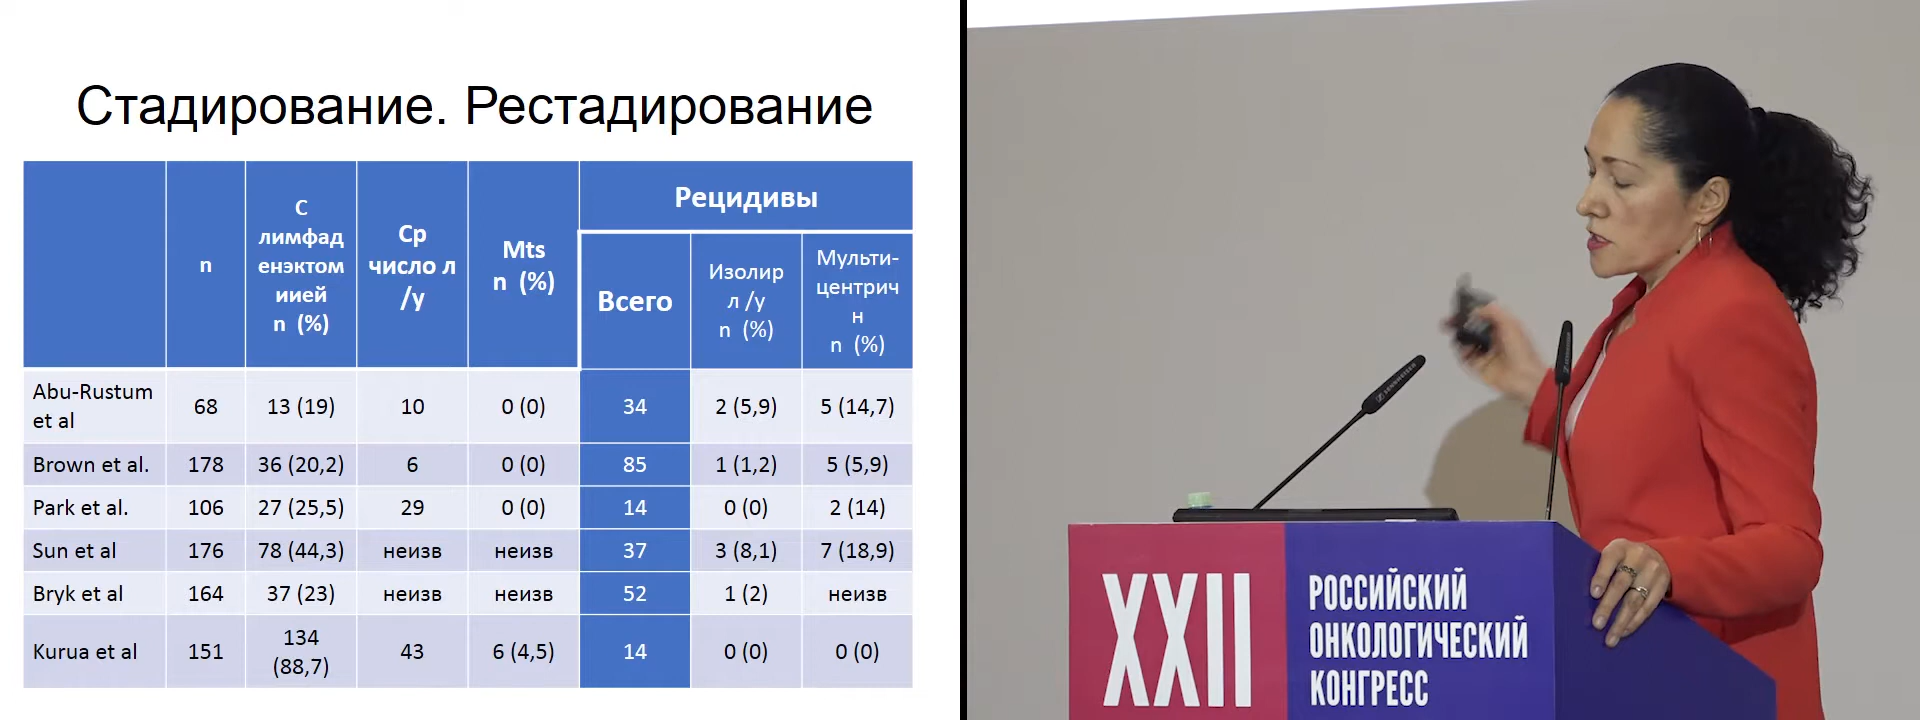 Стадирование. Рестадирование
n
С
лимфад
енэктом
иией
n (%)
Ср
число л
/у
Mts
n (%)
Рецидивы
Всего
Изолир
л /у
n (%)
Мульти-
центрич
н
n (%)
Abu-Rustum
et al
68
13 (19)
10
0 (0)
34
2 (5,9)
5 (14,7)
Brown et al.
178
36 (20,2)
6
0 (0)
85
1 (1,2)
5 (5,9)
Park et al.
106
27 (25,5)
29
0 (0)
14
0 (0)
2 (14)
Sun et al
176
78 (44,3)
неизв
неизв
37
3 (8,1)
7 (18,9)
Bryk et al
164
37 (23)
неизв
неизв
52
1 (2)
неизв
Kurua et al
151
134
(88,7)
43
6 (4,5)
14
0 (0)
0 (0)
SENNHEISER
XXII
РОССИЙСКИЙ
ОНКОЛОГИЧЕСКИЙ
КОНГРЕСС